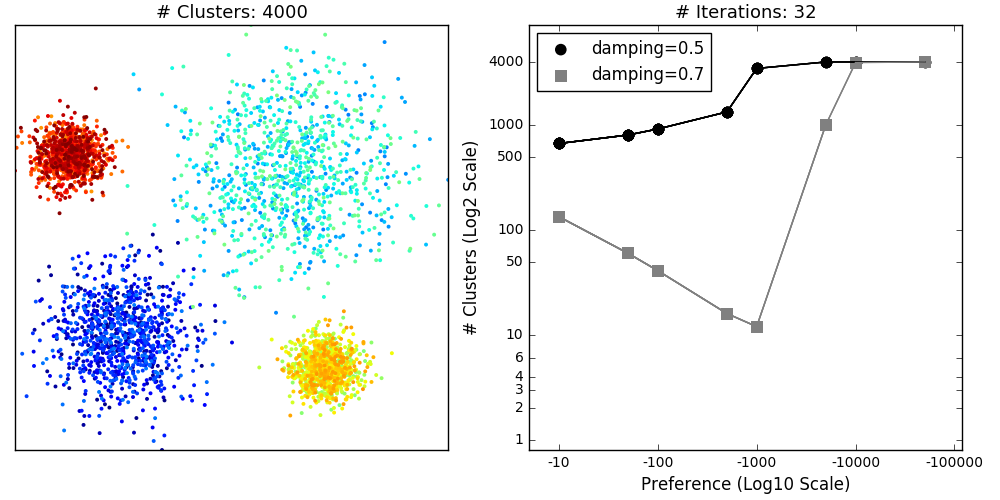 # Clusters: 4000
# Iterations: 32
damping=0.5
damping=0.7
# Clusters (Log2 Scale)
4000
1000
500
100
50
10
6
4
3
2
1
-10
-100
-1000
-10000
-100000
Preference (Log10 Scale)